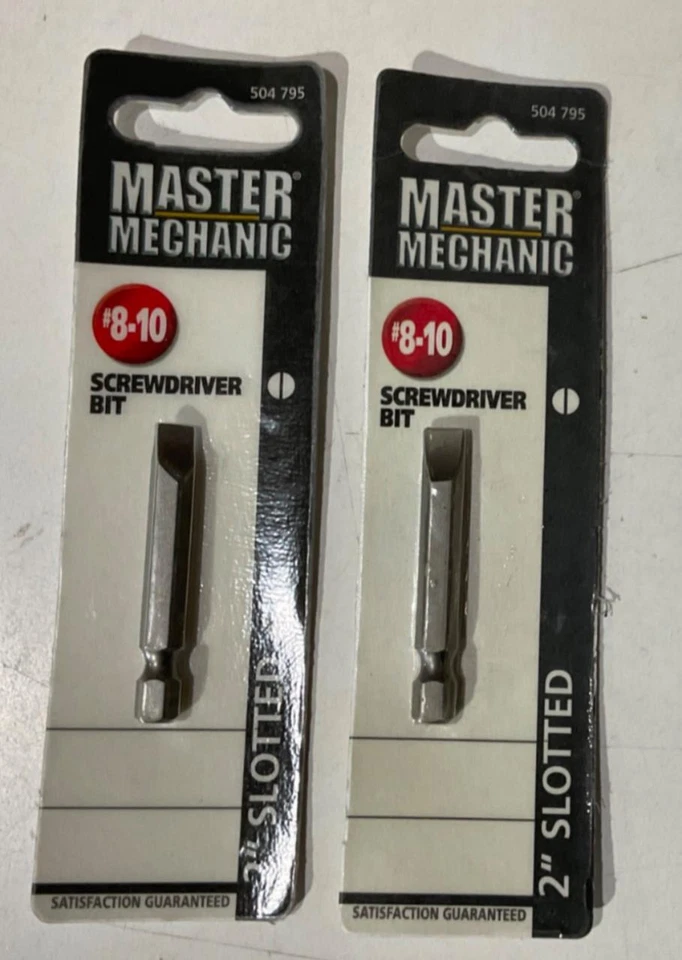 504 795
MASTER®
MECHANIC
#8-10
SCREWDRIVER
BIT
2" SLOTTED
SATISFACTION GUARANTEED
504 795
MASTER®
MECHANIC
#8-10
SCREWDRIVER
BIT
2" SLOTTED
SATISFACTION GUARANTEED